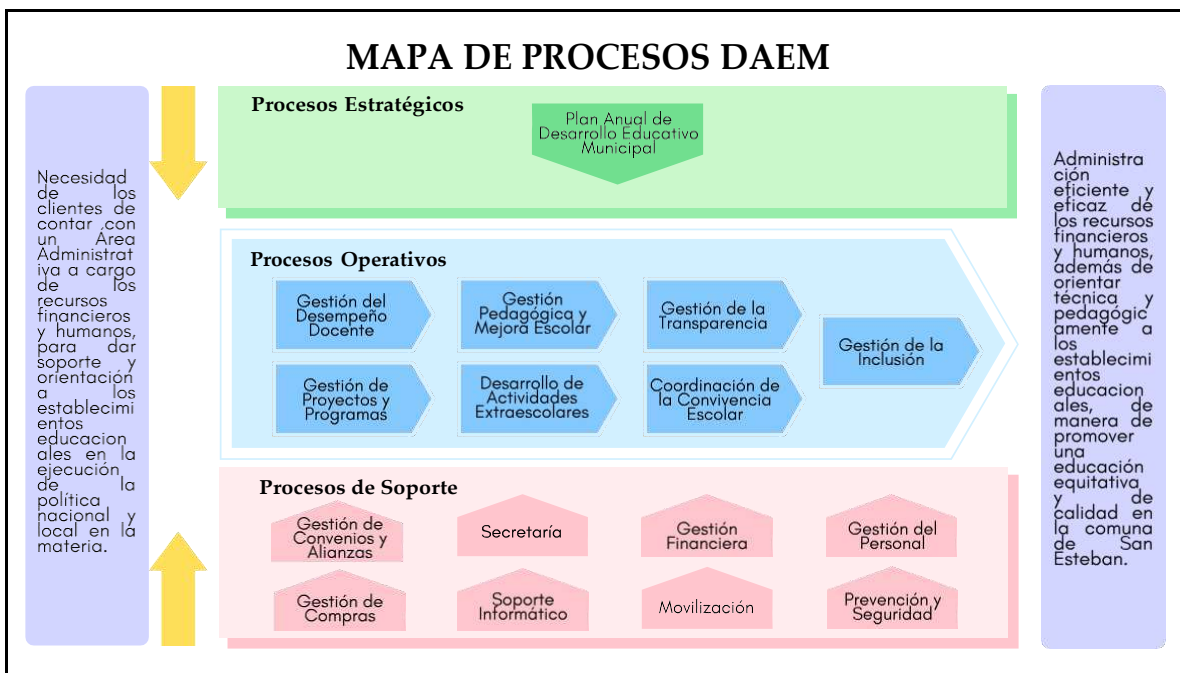 MAPA DE PROCESOS DAEM
Necesidad
de los
clientes de
contar con
un Área
Administrat
iva a cargo
de los
recursos
financieros
y humanos,
para dar
soporte y
orientación
a los
establecimi
entos
educacion
ales en la
ejecución
de la
política
nacional y
local en la
materia.
Procesos Estratégicos
Plan Anual de
Desarrollo Educativo
Municipal
Procesos Operativos
Gestión del
Desempeño
Docente
Gestión
Pedagógica y
Mejora Escolar
Gestión de la
Transparencia
Gestión de la
Inclusión
Gestión de
Proyectos y
Programas
Desarrollo de
Actividades
Extraescolares
Coordinación de
la Convivencia
Escolar
Procesos de Soporte
Gestión de
Convenios y
Alianzas
Secretaría
Gestión
Financiera
Gestión del
Personal
Gestión de
Compras
Soporte
Informático
Movilización
Prevención y
Seguridad
Administra
ción
eficiente y
eficaz de
los recursos
financieros
y humanos,
además de
orientar
técnica y
pedagógic
amente a
los
establecimi
entos
educacion
ales, de
manera de
promover
una
educación
equitativa
y de
calidad en
la comuna
de San
Esteban.